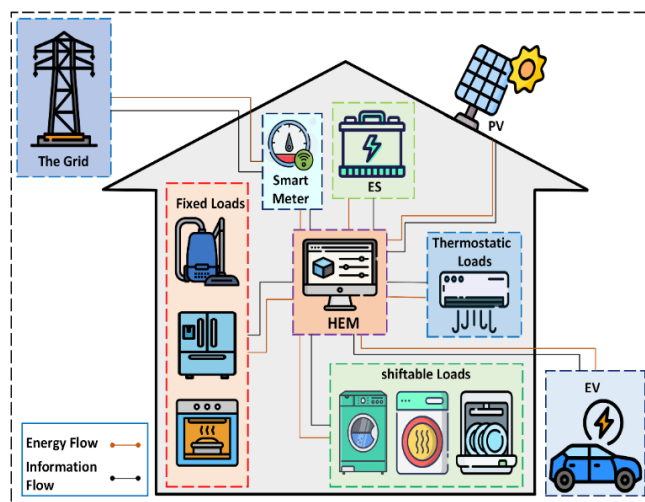 The Grid
Smart
Meter
ES
PV
Fixed Loads
HEM
Thermostatic
Loads
shiftable Loads
EV
Energy Flow
Information
Flow